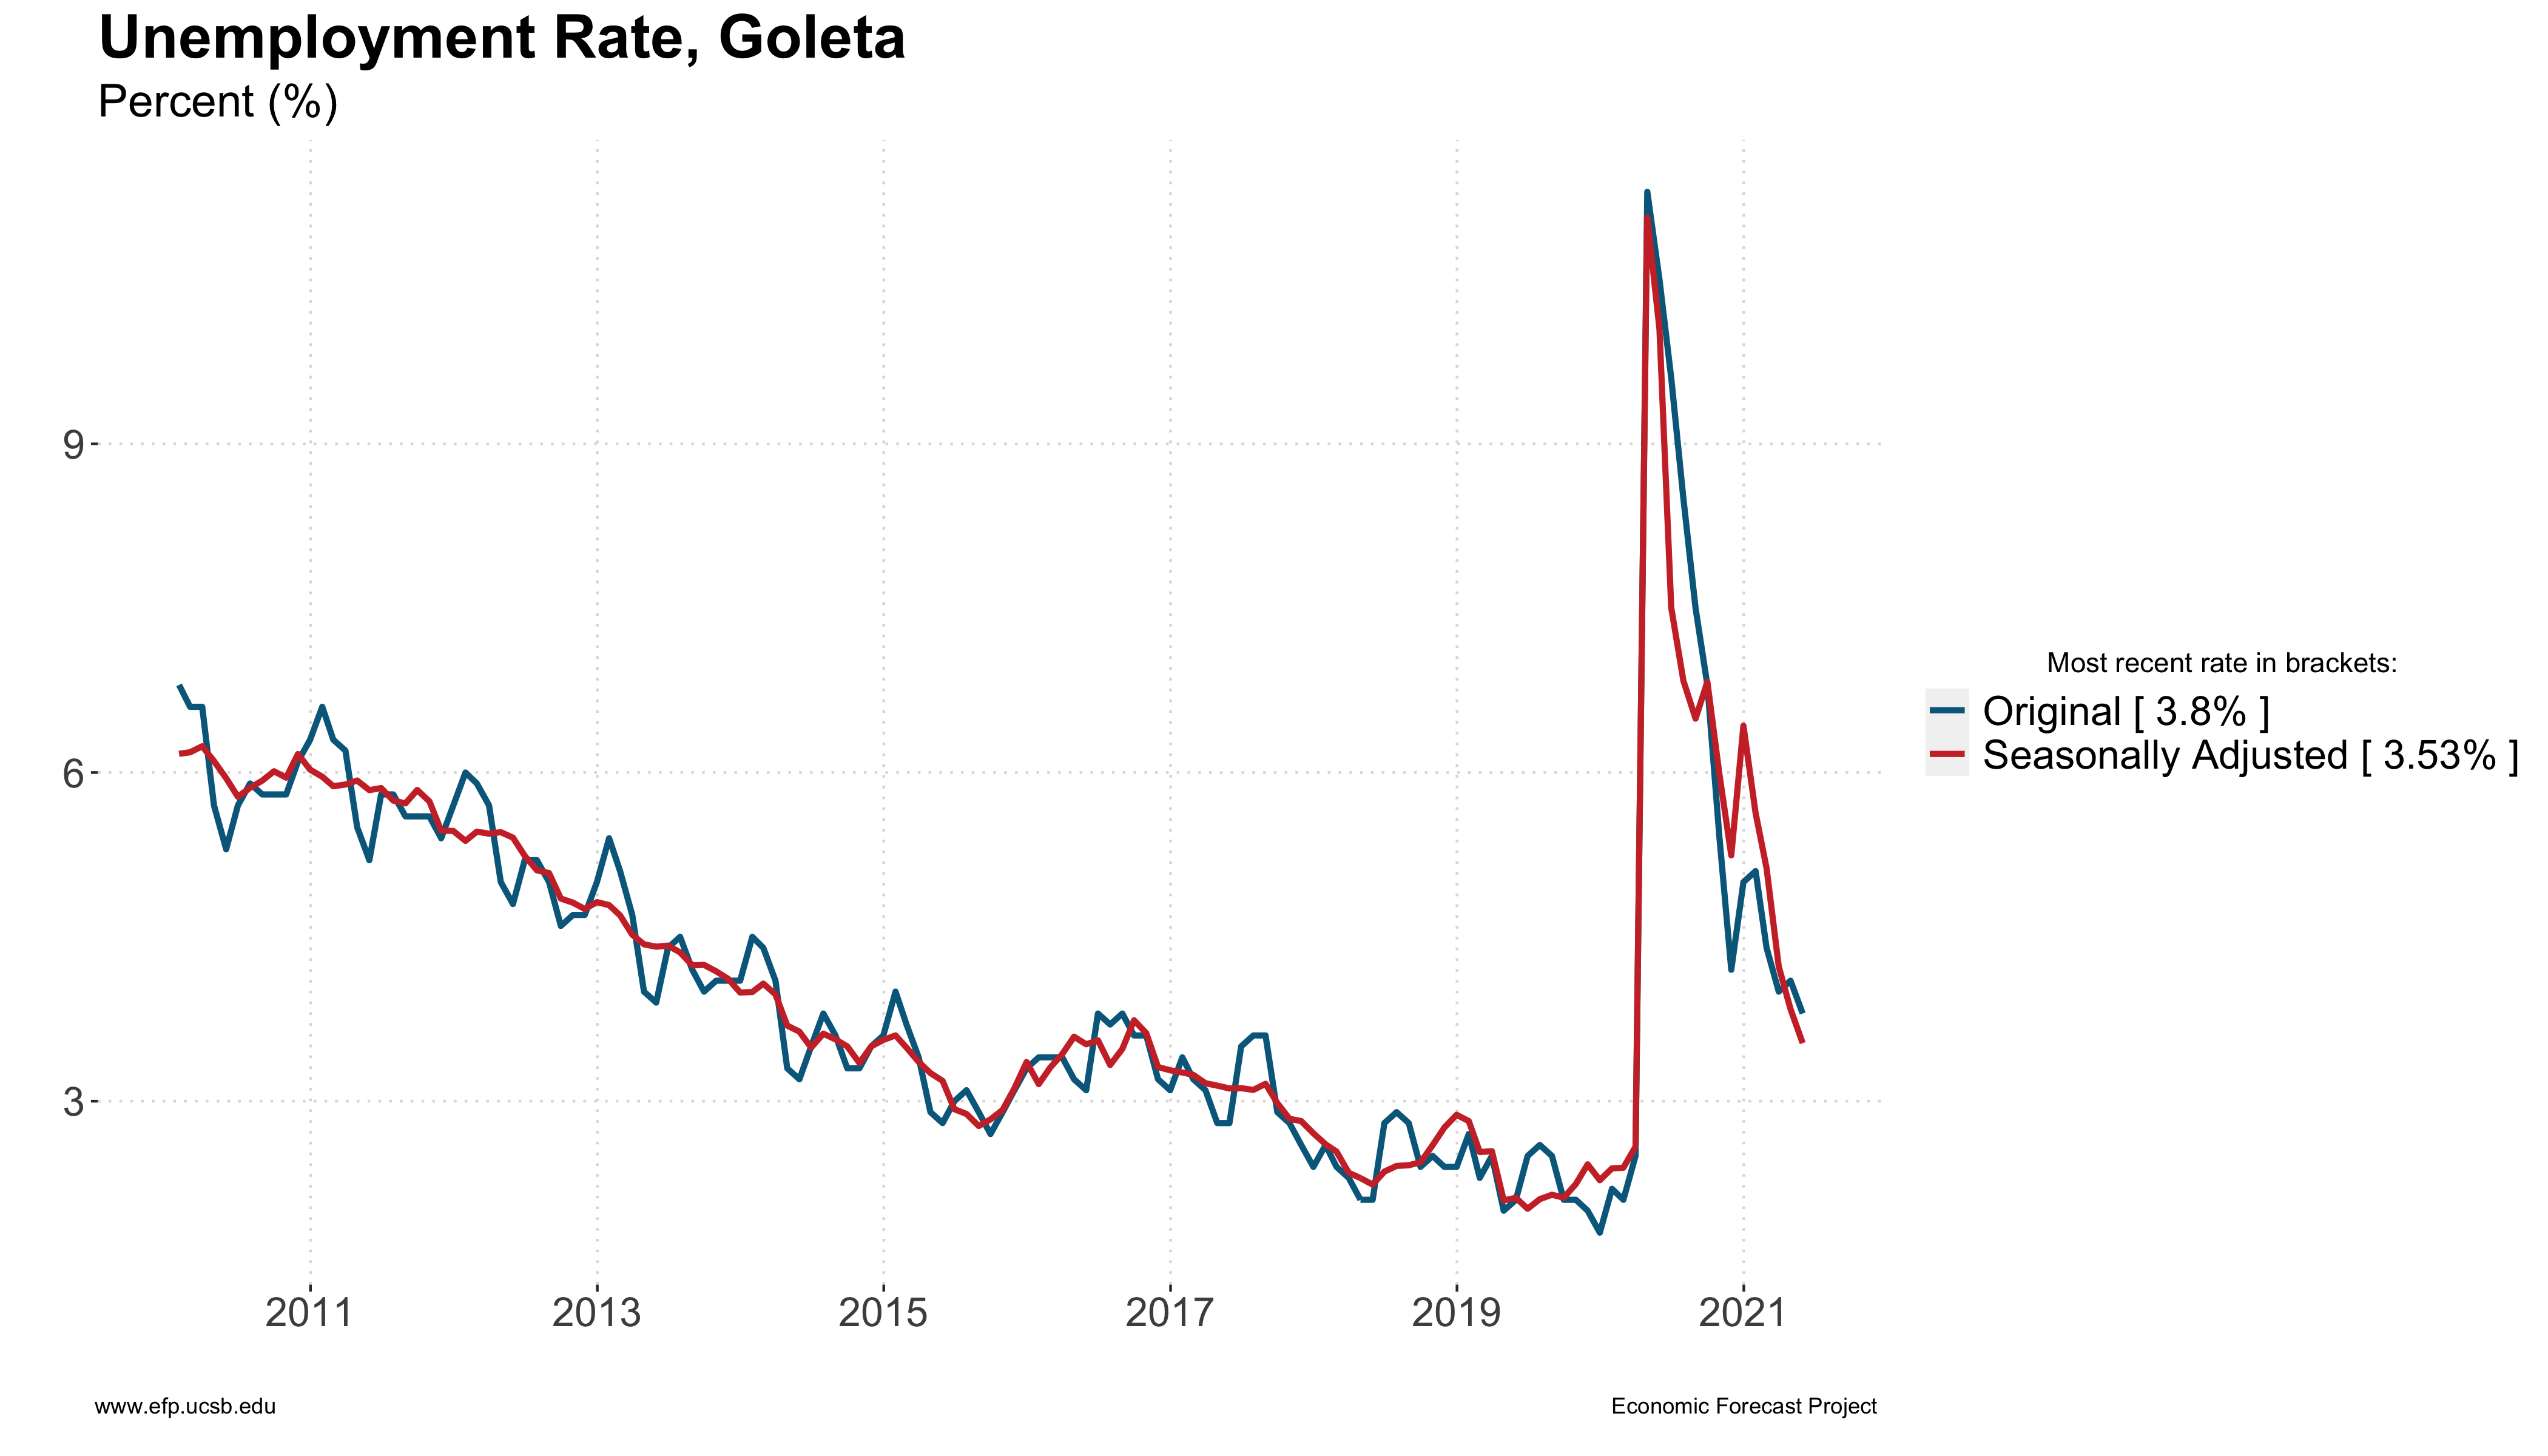 Unemployment Rate, Goleta
Percent (%)
9
6
3
2011 2013 2015 2017 2019 2021
Most recent rate in brackets:
Original [ 3.8% ]
Seasonally Adjusted [ 3.53% ]
www.efp.ucsb.edu
Economic Forecast Project